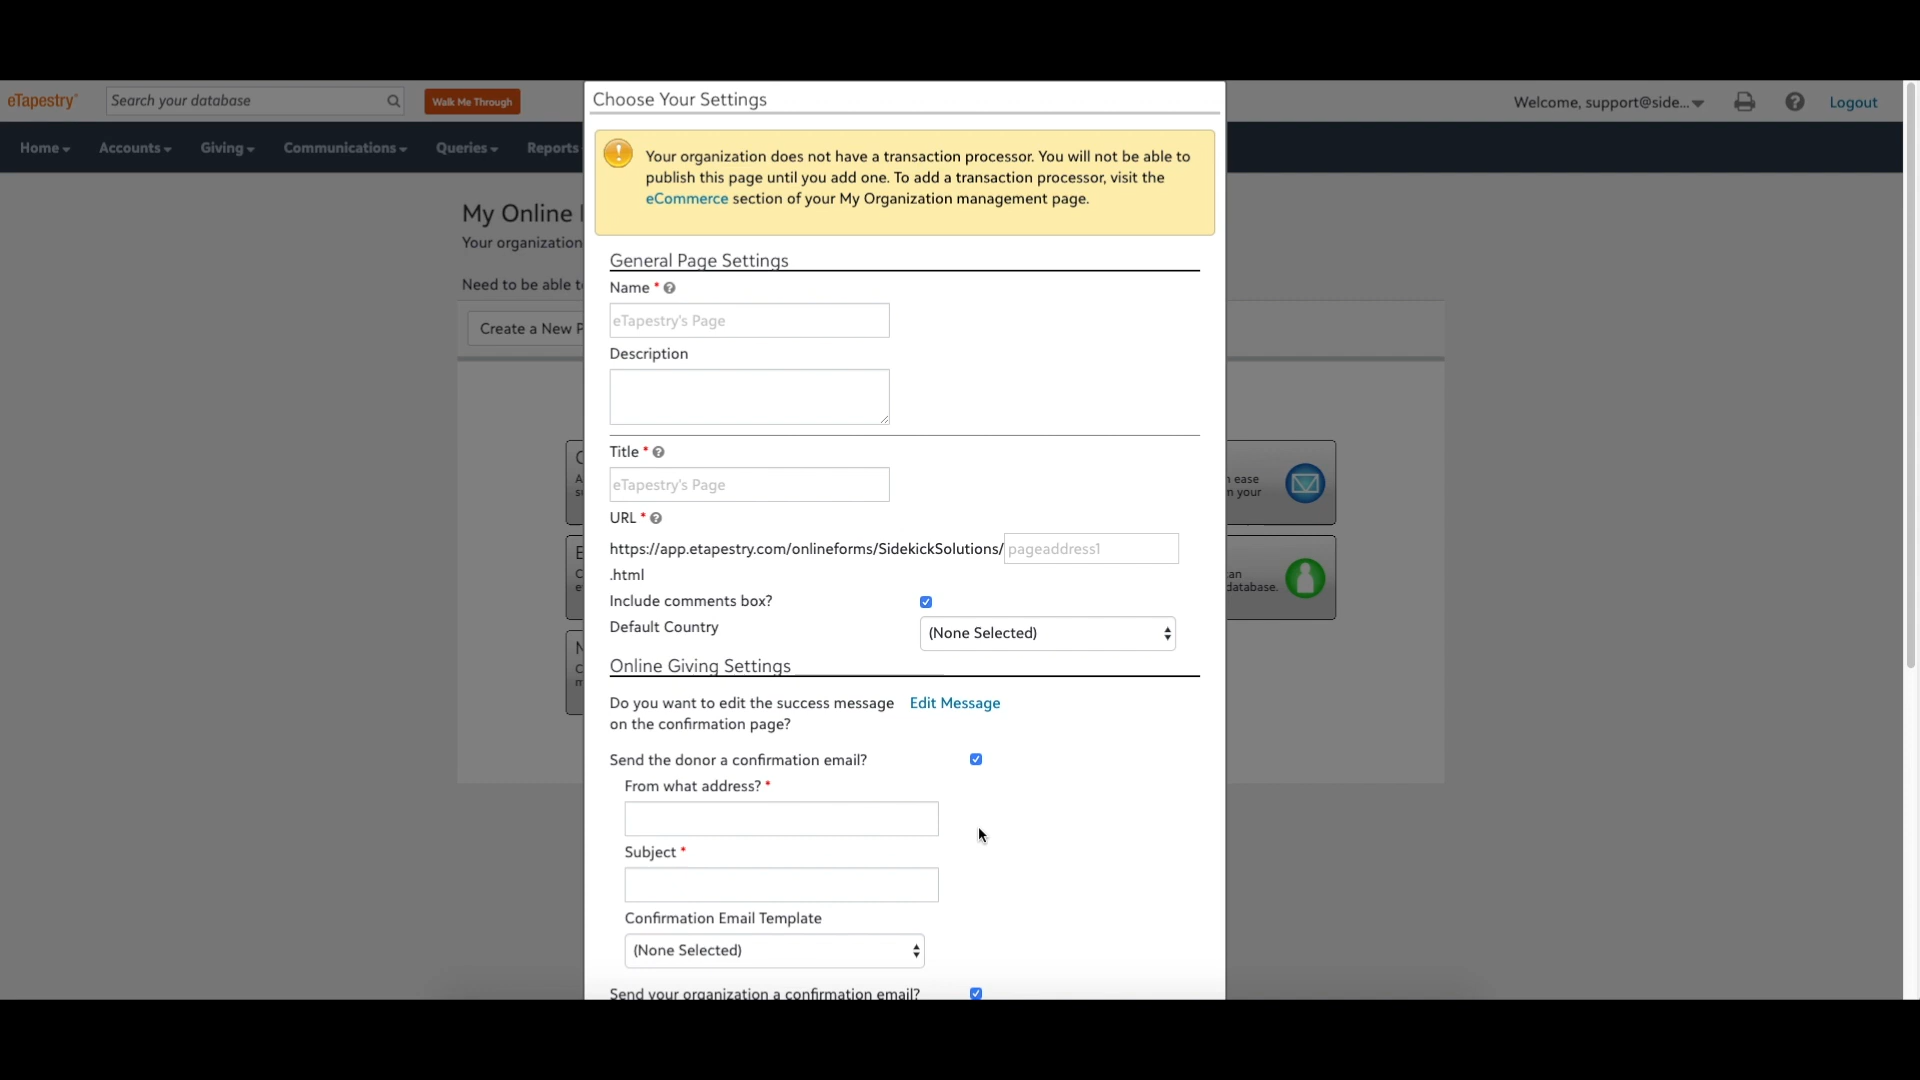 eTapestry
Search your database
Walk Me Through
Welcome, support@side...
Logout
Home
Accounts
Giving
Communications
Queries
Reports
My Online
Your organization
Need to be able t
Create a New P
Choose Your Settings
Your organization does not have a transaction processor. You will not be able to
publish this page until you add one. To add a transaction processor, visit the
eCommerce section of your My Organization management page.
General Page Settings
Name *
eTapestry's Page
Description
Title *
eTapestry's Page
URL *
https://app.etapestry.com/onlineforms/SidekickSolutions/ pageaddress1
.html
Include comments box?
Default Country
(None Selected)
Online Giving Settings
Do you want to edit the success message Edit Message
on the confirmation page?
Send the donor a confirmation email?
From what address? *
Subject *
Confirmation Email Template
(None Selected)
Send your organization a confirmation email?
ease
your
an
database.